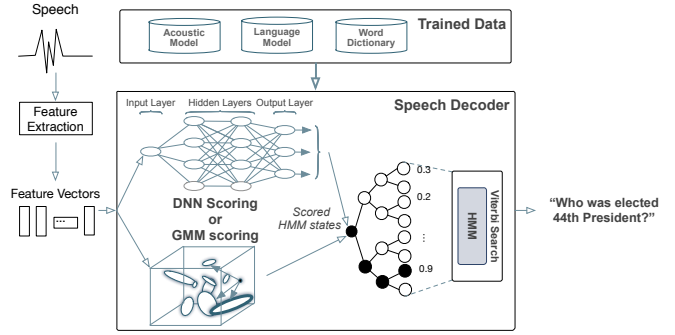 Speech
Trained Data
Acoustic
Model
Language
Model
Word
Dictionary
Feature
Extraction
Speech Decoder
Input Layer
Hidden Layers
Output Layer
Feature Vectors
...
DNN Scoring
or
GMM scoring
Scored
HMM states
0.3
0.2
...
0.9
Viterbi Search
HMM
“Who was elected
44th President?”